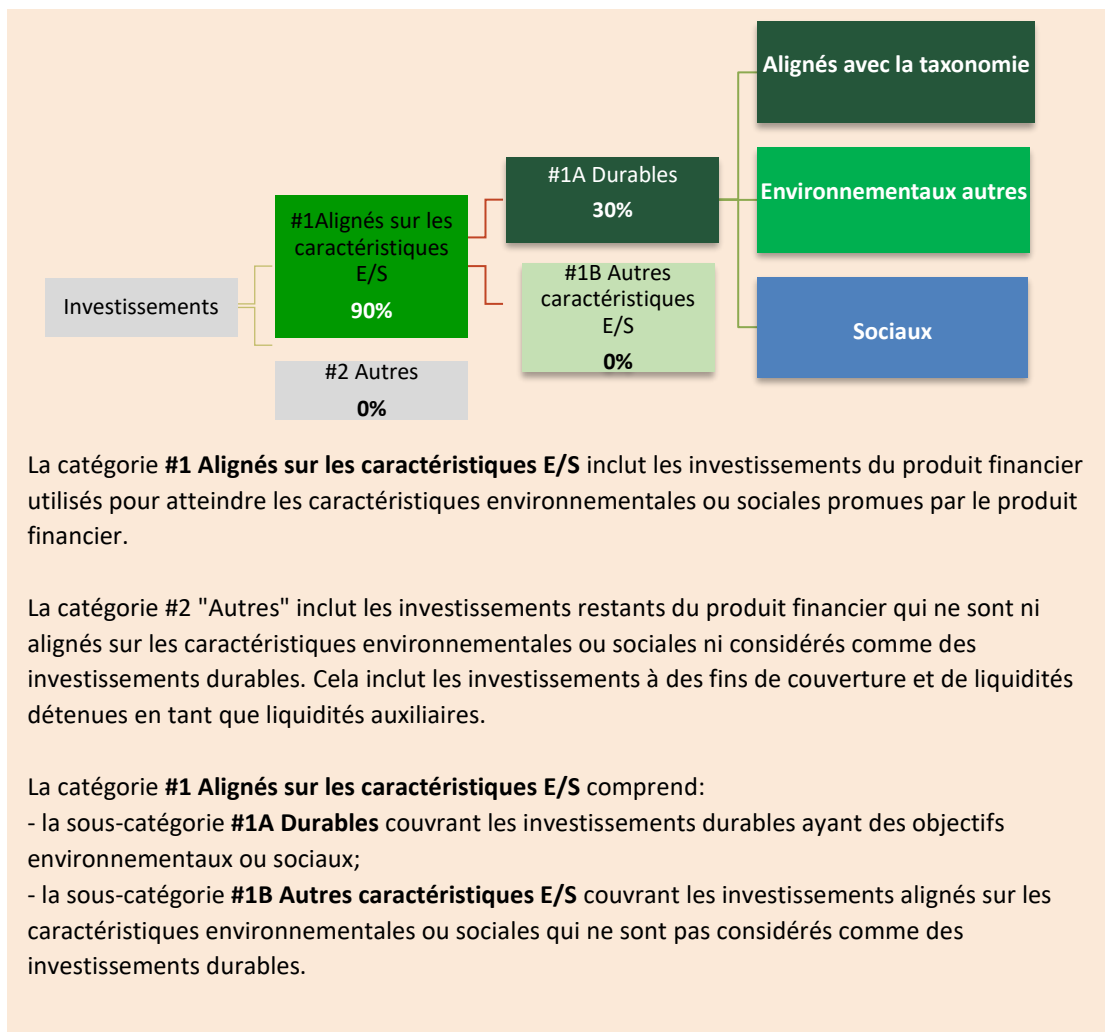 Alignés avec la taxonomie
#1A Durables
30%
Environnementaux autres
#1Alignés sur les
caractéristiques
E/S
90%
#1B Autres
caractéristiques
E/S
0%
Investissements
Sociaux
#2 Autres
0%
La catégorie #1 Alignés sur les caractéristiques E/S inclut les investissements du produit financier
utilisés pour atteindre les caractéristiques environnementales ou sociales promues par le produit
financier.
La catégorie #2 "Autres" inclut les investissements restants du produit financier qui ne sont ni
alignés sur les caractéristiques environnementales ou sociales ni considérés comme des
investissements durables. Cela inclut les investissements à des fins de couverture et de liquidités
détenues en tant que liquidités auxiliaires.
La catégorie #1 Alignés sur les caractéristiques E/S comprend:
- la sous-catégorie #1A Durables couvrant les investissements durables ayant des objectifs
environnementaux ou sociaux;
- la sous-catégorie #1B Autres caractéristiques E/S couvrant les investissements alignés sur les
caractéristiques environnementales ou sociales qui ne sont pas considérés comme des
investissements durables.